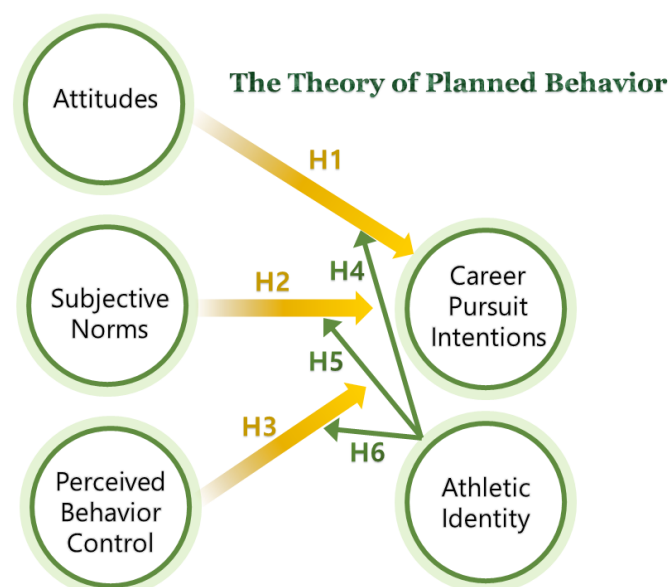 The Theory of Planned Behavior
Attitudes
H1
Subjective
Norms
H2
H4
Career
Pursuit
Intentions
H5
H3
H6
Perceived
Behavior
Control
Athletic
Identity